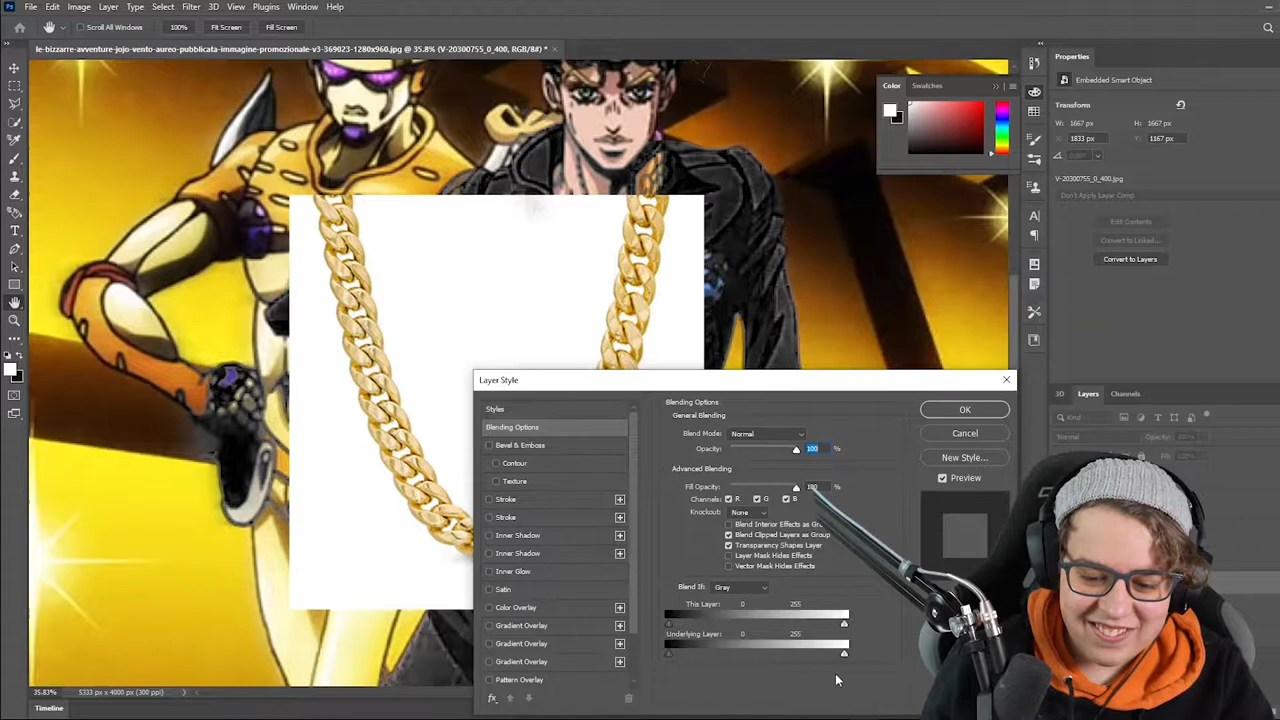 File Edit Image Layer Type Select Filter 3D View Plugins Window Help
Scroll All Windows 100% Fit Screen Fill Screen
le-bizzarre-avventure-jojo-vento-aureo-pubblicata-immagine-promozionale-v3-369023-1280x960.jpg @ 35.8% (V-20300755_0_400, RGB/8#) *
Properties
Embedded Smart Object
Transform
W: 1667 px H: 1667 px
X: 1833 px Y: 1167 px
0.00°
V-20300755_0_400.jpg
Don't Apply Layer Comp
Edit Contents
Convert to Linked...
Convert to Layers
Color Swatches
3D Layers Channels
Kind
Normal Opacity: 100%
Fill: 100%
Layer Style
Styles
Blending Options
Bevel & Emboss
Contour
Texture
Stroke
Stroke
Inner Shadow
Inner Shadow
Inner Glow
Satin
Color Overlay
Gradient Overlay
Gradient Overlay
Gradient Overlay
Pattern Overlay
fx
Blending Options
General Blending
Blend Mode: Normal
Opacity: 100 %
Advanced Blending
Fill Opacity: 100 %
Channels: R G B
Knockout: None
Blend Interior Effects as Grou
Blend Clipped Layers as Group
Transparency Shapes Layer
Layer Mask Hides Effects
Vector Mask Hides Effects
Blend If: Gray
This Layer: 0 255
Underlying Layer: 0 255
OK
Cancel
New Style...
Preview
35.83% 5333 px x 4000 px (300 ppi)
Timeline